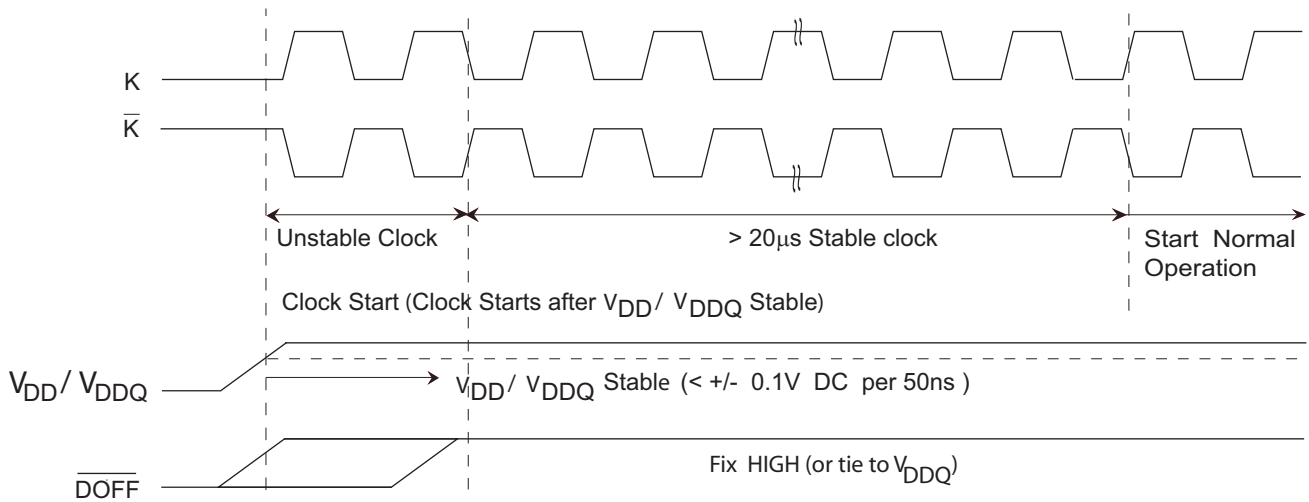 K
K̅
Unstable Clock
> 20μs Stable clock
Start Normal
Operation
Clock Start (Clock Starts after VDD / VDDQ Stable)
VDD / VDDQ
VDD / VDDQ Stable (< +/- 0.1V DC per 50ns )
Fix HIGH (or tie to VDDQ)
D̅O̅F̅F̅